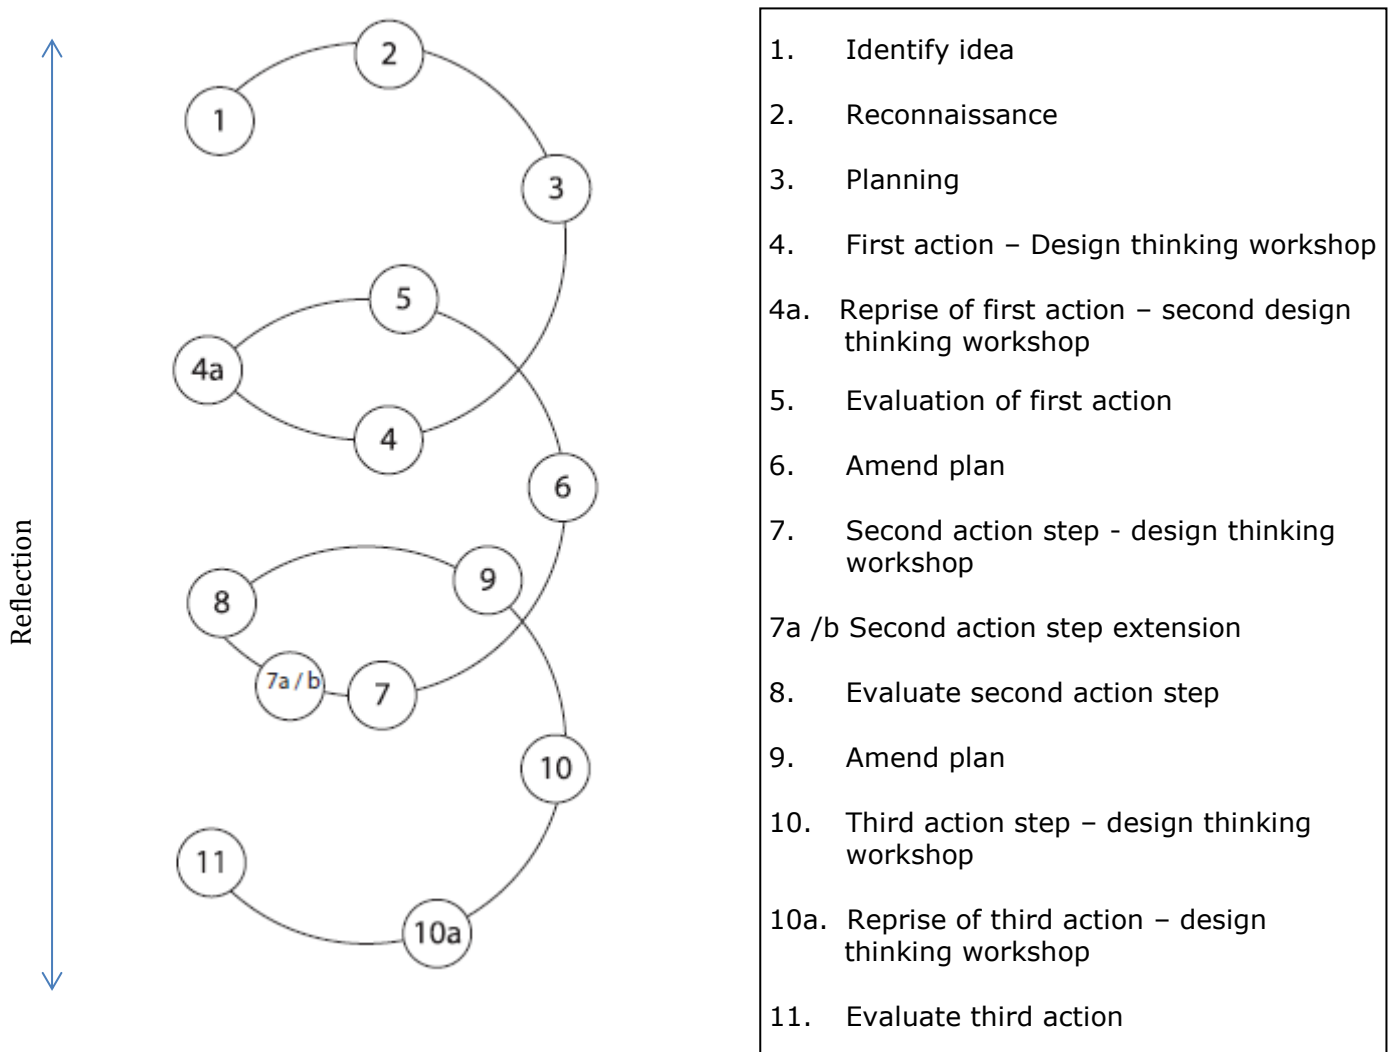 Reflection
1
2
3
4a
5
4
6
8
9
7a / b
7
10
11
10a
1. Identify idea
2. Reconnaissance
3. Planning
4. First action – Design thinking workshop
4a. Reprise of first action – second design
thinking workshop
5. Evaluation of first action
6. Amend plan
7. Second action step - design thinking
workshop
7a /b Second action step extension
8. Evaluate second action step
9. Amend plan
10. Third action step – design thinking
workshop
10a. Reprise of third action – design
thinking workshop
11. Evaluate third action